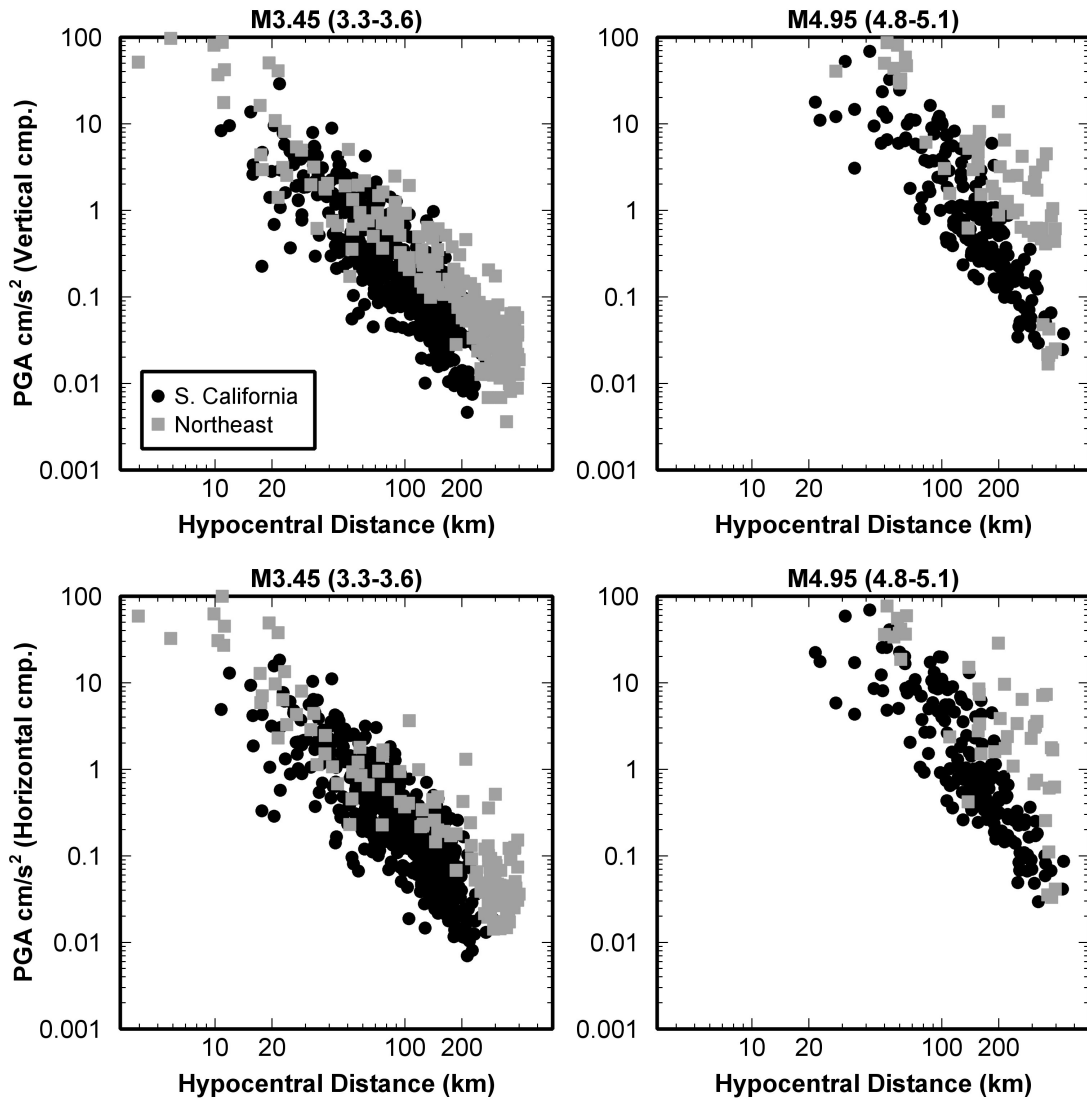 M3.45 (3.3-3.6)
PGA cm/s² (Vertical cmp.)
100
10
1
0.1
0.01
0.001
S. California
Northeast
10 20 100 200
Hypocentral Distance (km)
M4.95 (4.8-5.1)
100
10
1
0.1
0.01
0.001
10 20 100 200
Hypocentral Distance (km)
M3.45 (3.3-3.6)
PGA cm/s² (Horizontal cmp.)
100
10
1
0.1
0.01
0.001
10 20 100 200
Hypocentral Distance (km)
M4.95 (4.8-5.1)
100
10
1
0.1
0.01
0.001
10 20 100 200
Hypocentral Distance (km)